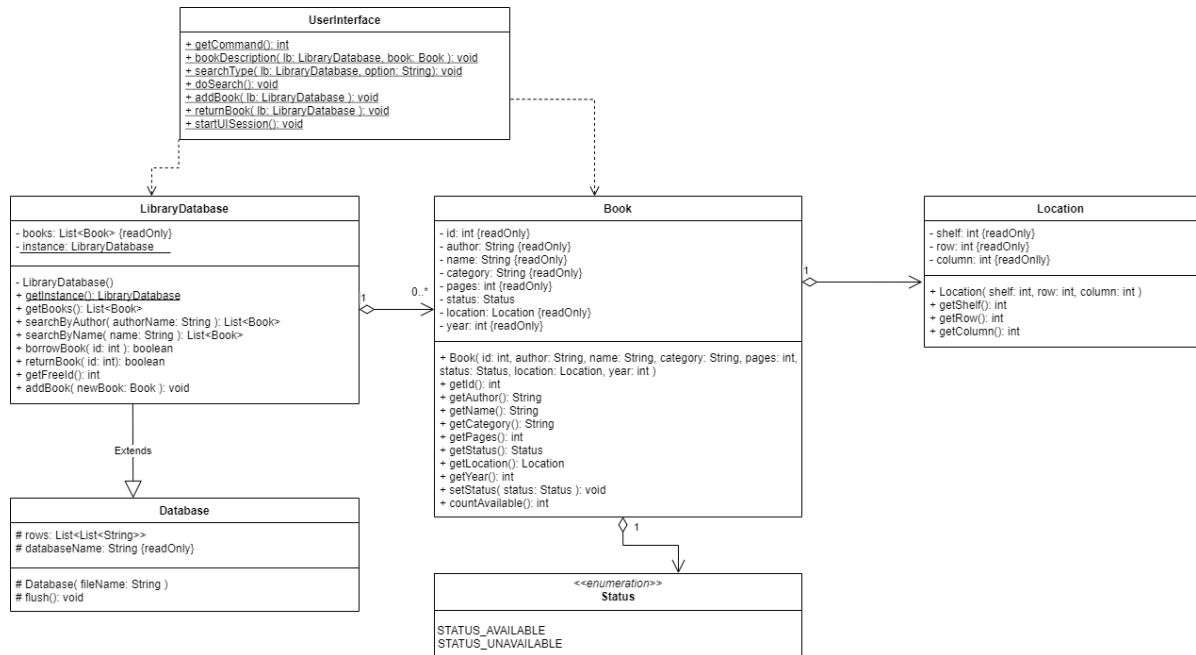 UserInterface
+ getCommand(): int
+ bookDescription( lb: LibraryDatabase, book: Book ): void
+ searchType( lb: LibraryDatabase, option: String): void
+ doSearch(): void
+ addBook( lb: LibraryDatabase ): void
+ returnBook( lb: LibraryDatabase ): void
+ startUISession(): void
LibraryDatabase
- books: List<Book> {readOnly}
- instance: LibraryDatabase
- LibraryDatabase()
+ getInstance(): LibraryDatabase
+ getBooks(): List<Book>
+ searchByAuthor( authorName: String ): List<Book>
+ searchByName( name: String ): List<Book>
+ borrowBook( id: int ): boolean
+ returnBook( id: int): boolean
+ getFreeId(): int
+ addBook( newBook: Book ): void
1
0..*
Book
- id: int {readOnly}
- author: String {readOnly}
- name: String {readOnly}
- category: String {readOnly}
- pages: int {readOnly}
- status: Status
- location: Location {readOnly}
- year: int {readOnly}
+ Book( id: int, author: String, name: String, category: String, pages: int,
status: Status, location: Location, year: int )
+ getId(): int
+ getAuthor(): String
+ getName(): String
+ getCategory(): String
+ getPages(): int
+ getStatus(): Status
+ getLocation(): Location
+ getYear(): int
+ setStatus( status: Status ): void
+ countAvailable(): int
1
Location
- shelf: int {readOnly}
- row: int {readOnly}
- column: int {readOnly}
+ Location( shelf: int, row: int, column: int )
+ getShelf(): int
+ getRow(): int
+ getColumn(): int
Extends
Database
# rows: List<List<String>>
# databaseName: String {readOnly}
# Database( fileName: String )
# flush(): void
1
<<enumeration>>
Status
STATUS_AVAILABLE
STATUS_UNAVAILABLE